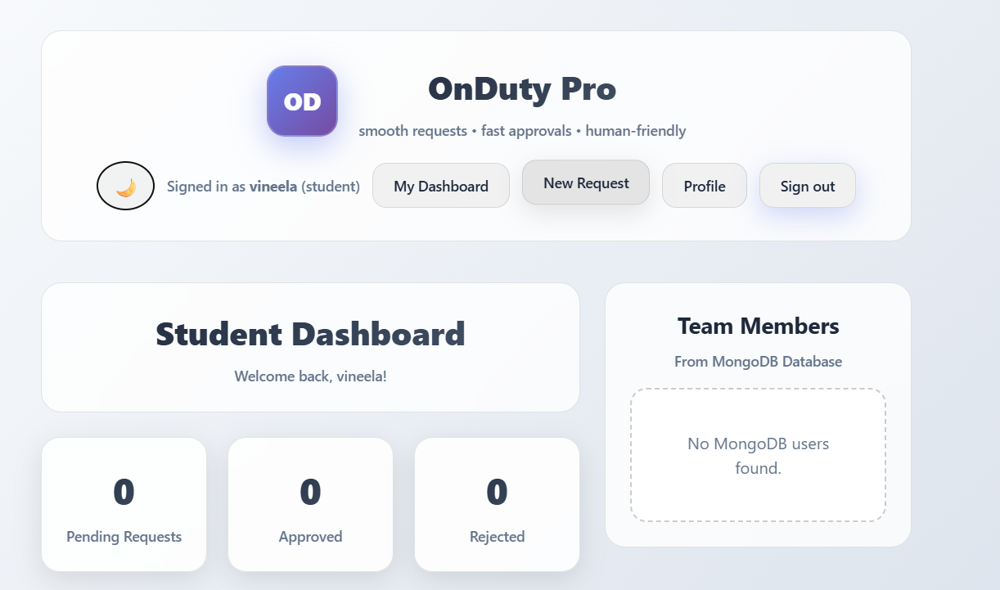 OD
OnDuty Pro
smooth requests • fast approvals • human-friendly
Signed in as vineela (student)
My Dashboard
New Request
Profile
Sign out
Student Dashboard
Welcome back, vineela!
0
Pending Requests
0
Approved
0
Rejected
Team Members
From MongoDB Database
No MongoDB users
found.